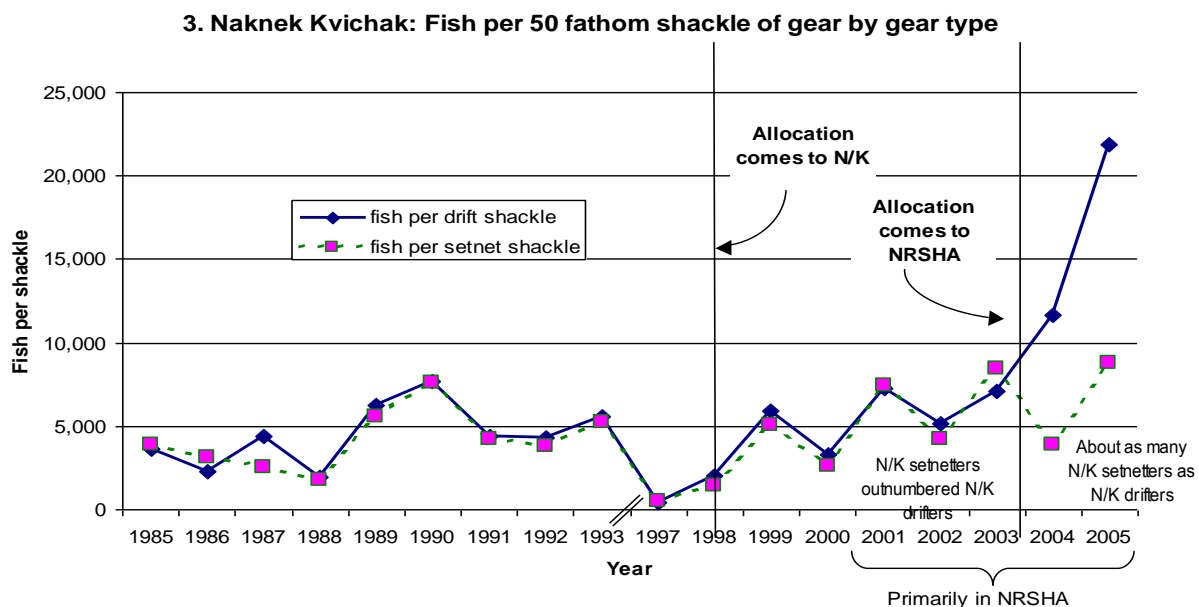 3. Naknek Kvichak: Fish per 50 fathom shackle of gear by gear type
25,000
20,000
15,000
10,000
5,000
0
Fish per shackle
fish per drift shackle
fish per setnet shackle
Allocation
comes to N/K
Allocation
comes to
NRSHA
N/K setnetters
outnumbered N/K
drifters
About as many
N/K setnetters as
N/K drifters
1985 1986 1987 1988 1989 1990 1991 1992 1993 1997 1998 1999 2000 2001 2002 2003 2004 2005
Year
Primarily in NRSHA